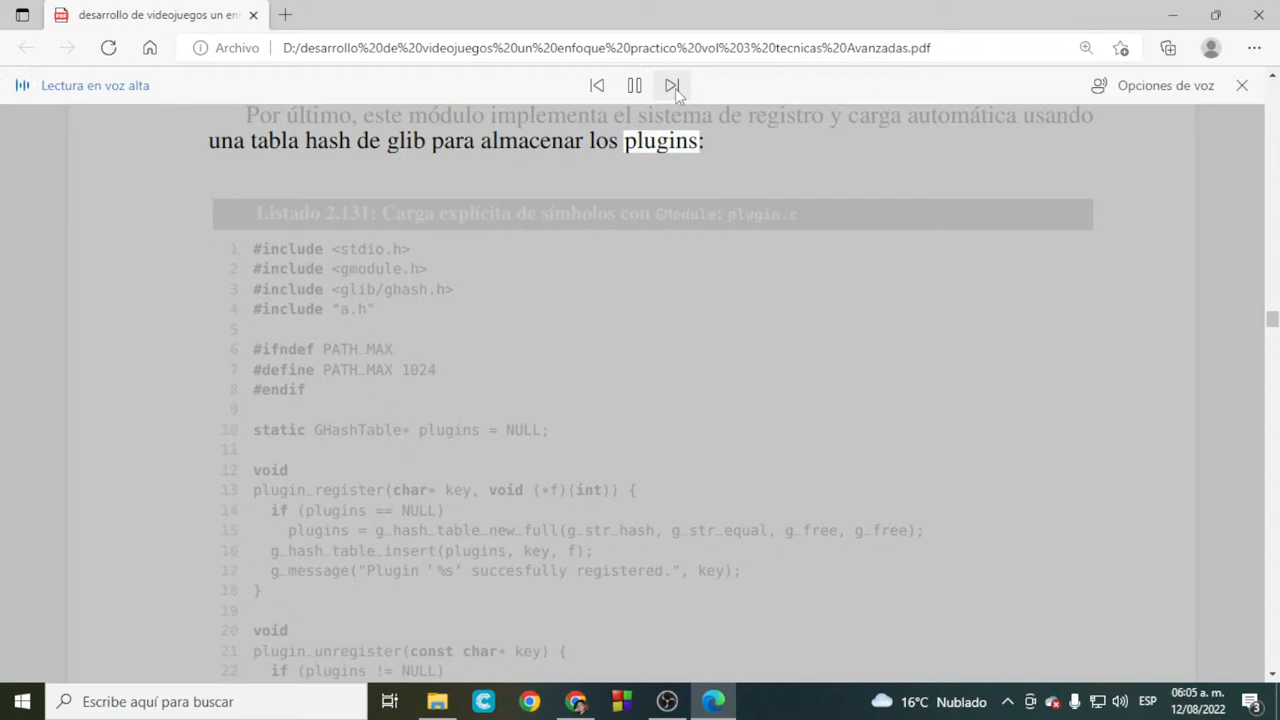 desarrollo de videojuegos un en
Archivo
D:/desarrollo%20de%20videojuegos%20un%20enfoque%20practico%20vol%203%20tecnicas%20Avanzadas.pdf
Lectura en voz alta
Opciones de voz
Por último, este módulo implementa el sistema de registro y carga automática usando
una tabla hash de glib para almacenar los plugins:
Listado 2.131: Carga explícita de símbolos con GModule: plugin.c
1 #include <stdio.h>
2 #include <gmodule.h>
3 #include <glib/ghash.h>
4 #include "a.h"
5
6 #ifndef PATH_MAX
7 #define PATH_MAX 1024
8 #endif
9
10 static GHashTable* plugins = NULL;
11
12 void
13 plugin_register(char* key, void (*f)(int)) {
14 if (plugins == NULL)
15 plugins = g_hash_table_new_full(g_str_hash, g_str_equal, g_free, g_free);
16 g_hash_table_insert(plugins, key, f);
17 g_message("Plugin '%s' succesfully registered.", key);
18 }
19
20 void
21 plugin_unregister(const char* key) {
22 if (plugins != NULL)
Escribe aquí para buscar
16°C Nublado
ESP
06:05 a. m.
12/08/2022
3